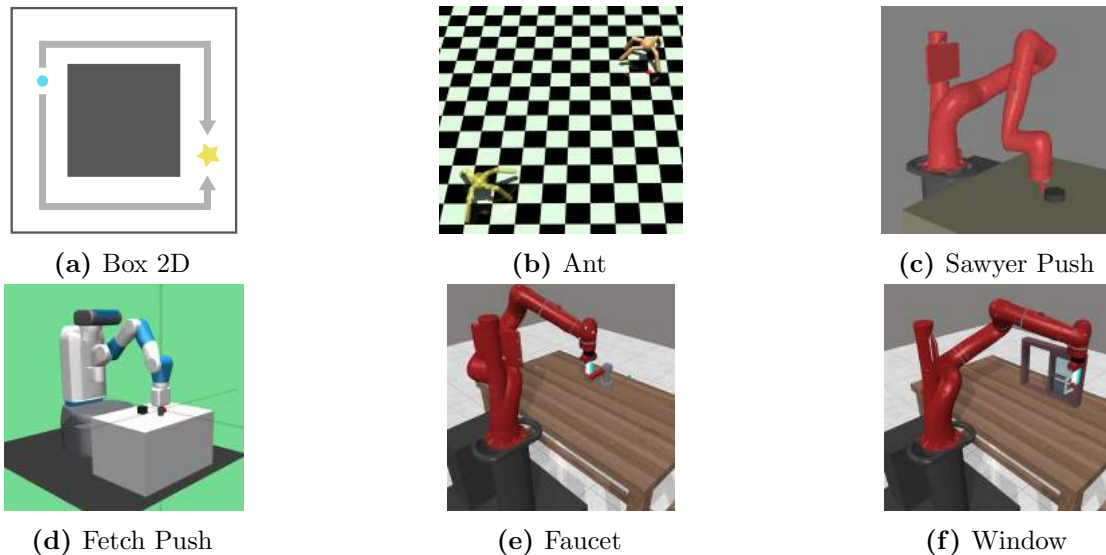 (a) Box 2D
(b) Ant
(c) Sawyer Push
(d) Fetch Push
(e) Faucet
(f) Window